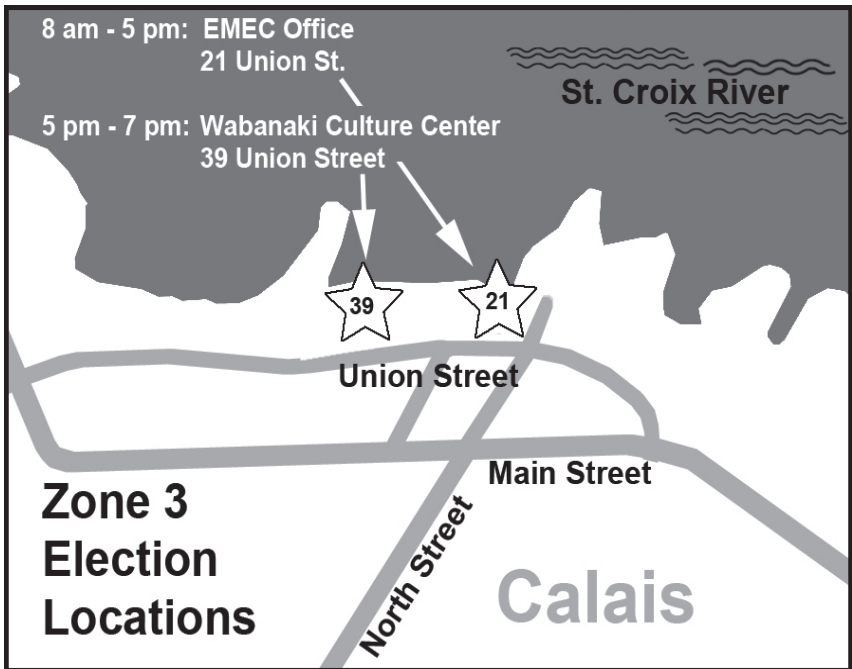 8 am - 5 pm: EMEC Office
21 Union St.
St. Croix River
5 pm - 7 pm: Wabanaki Culture Center
39 Union Street
39
21
Union Street
Main Street
North Street
Zone 3
Election
Locations
Calais